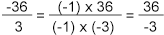 -36/3 = (-1) x 36/(-1) x (-3) = 36/-3